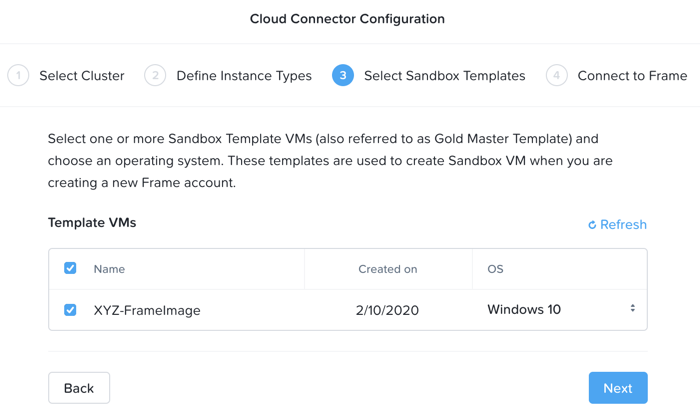 Cloud Connector Configuration
1 Select Cluster 2 Define Instance Types 3 Select Sandbox Templates 4 Connect to Frame
Select one or more Sandbox Template VMs (also referred to as Gold Master Template) and
choose an operating system. These templates are used to create Sandbox VM when you are
creating a new Frame account.
Template VMs Refresh
Name Created on OS
XYZ-FrameImage 2/10/2020 Windows 10
Back Next